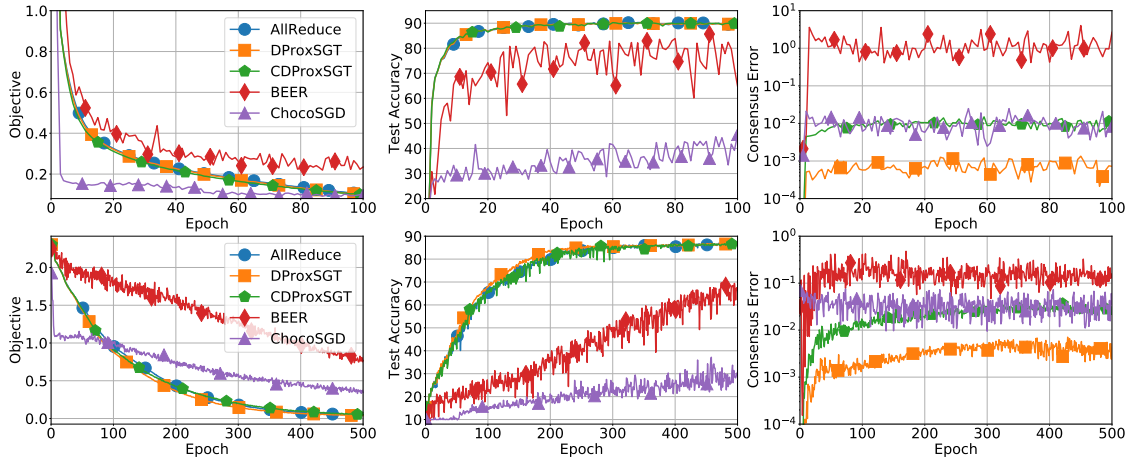 1.0
0.8
0.6
0.4
0.2
Objective
AllReduce
DProxSGT
CDProxSGT
BEER
ChocoSGD
0 20 40 60 80 100
Epoch
90
80
70
60
50
40
30
20
Test Accuracy
0 20 40 60 80 100
Epoch
10^1
10^0
10^−1
10^−2
10^−3
10^−4
Consensus Error
0 20 40 60 80 100
Epoch
2.0
1.5
1.0
0.5
0.0
Objective
AllReduce
DProxSGT
CDProxSGT
BEER
ChocoSGD
0 100 200 300 400 500
Epoch
90
80
70
60
50
40
30
20
10
Test Accuracy
0 100 200 300 400 500
Epoch
10^0
10^−1
10^−2
10^−3
10^−4
Consensus Error
0 100 200 300 400 500
Epoch